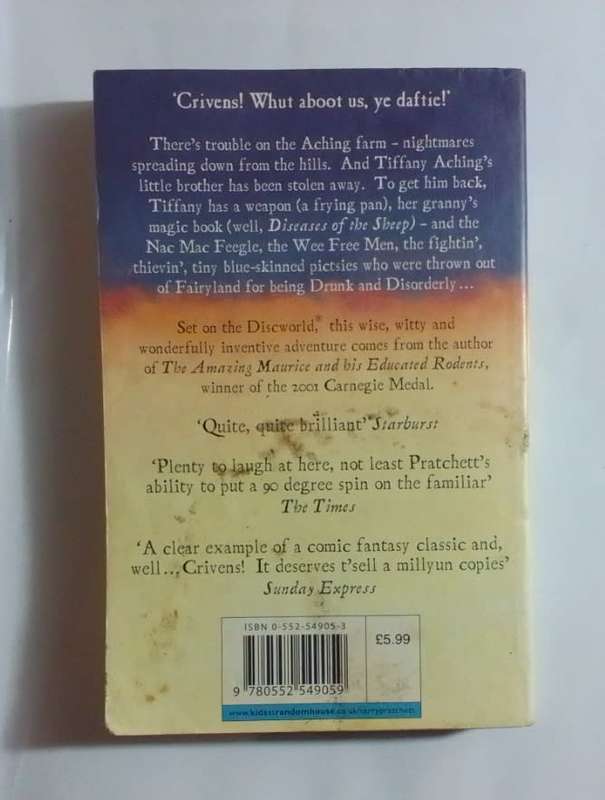 'Crivens! Whut aboot us, ye daftie!'
There's trouble on the Aching farm – nightmares
spreading down from the hills. And Tiffany Aching's
little brother has been stolen away. To get him back,
Tiffany has a weapon (a frying pan), her granny's
magic book (well, Diseases of the Sheep) – and the
Nac Mac Feegle, the Wee Free Men, the fightin',
thievin', tiny blue-skinned pictsies who were thrown out
of Fairyland for being Drunk and Disorderly...
Set on the Discworld,® this wise, witty and
wonderfully inventive adventure comes from the author
of The Amazing Maurice and his Educated Rodents,
winner of the 2001 Carnegie Medal.
'Quite, quite brilliant' Starburst
'Plenty to laugh at here, not least Pratchett's
ability to put a 90 degree spin on the familiar'
The Times
'A clear example of a comic fantasy classic and,
well...Crivens! It deserves t'sell a millyun copies'
Sunday Express
ISBN 0-552-54905-3
£5.99
9 780552 549059
www.kidsatrandomhouse.co.uk/terrypratchett